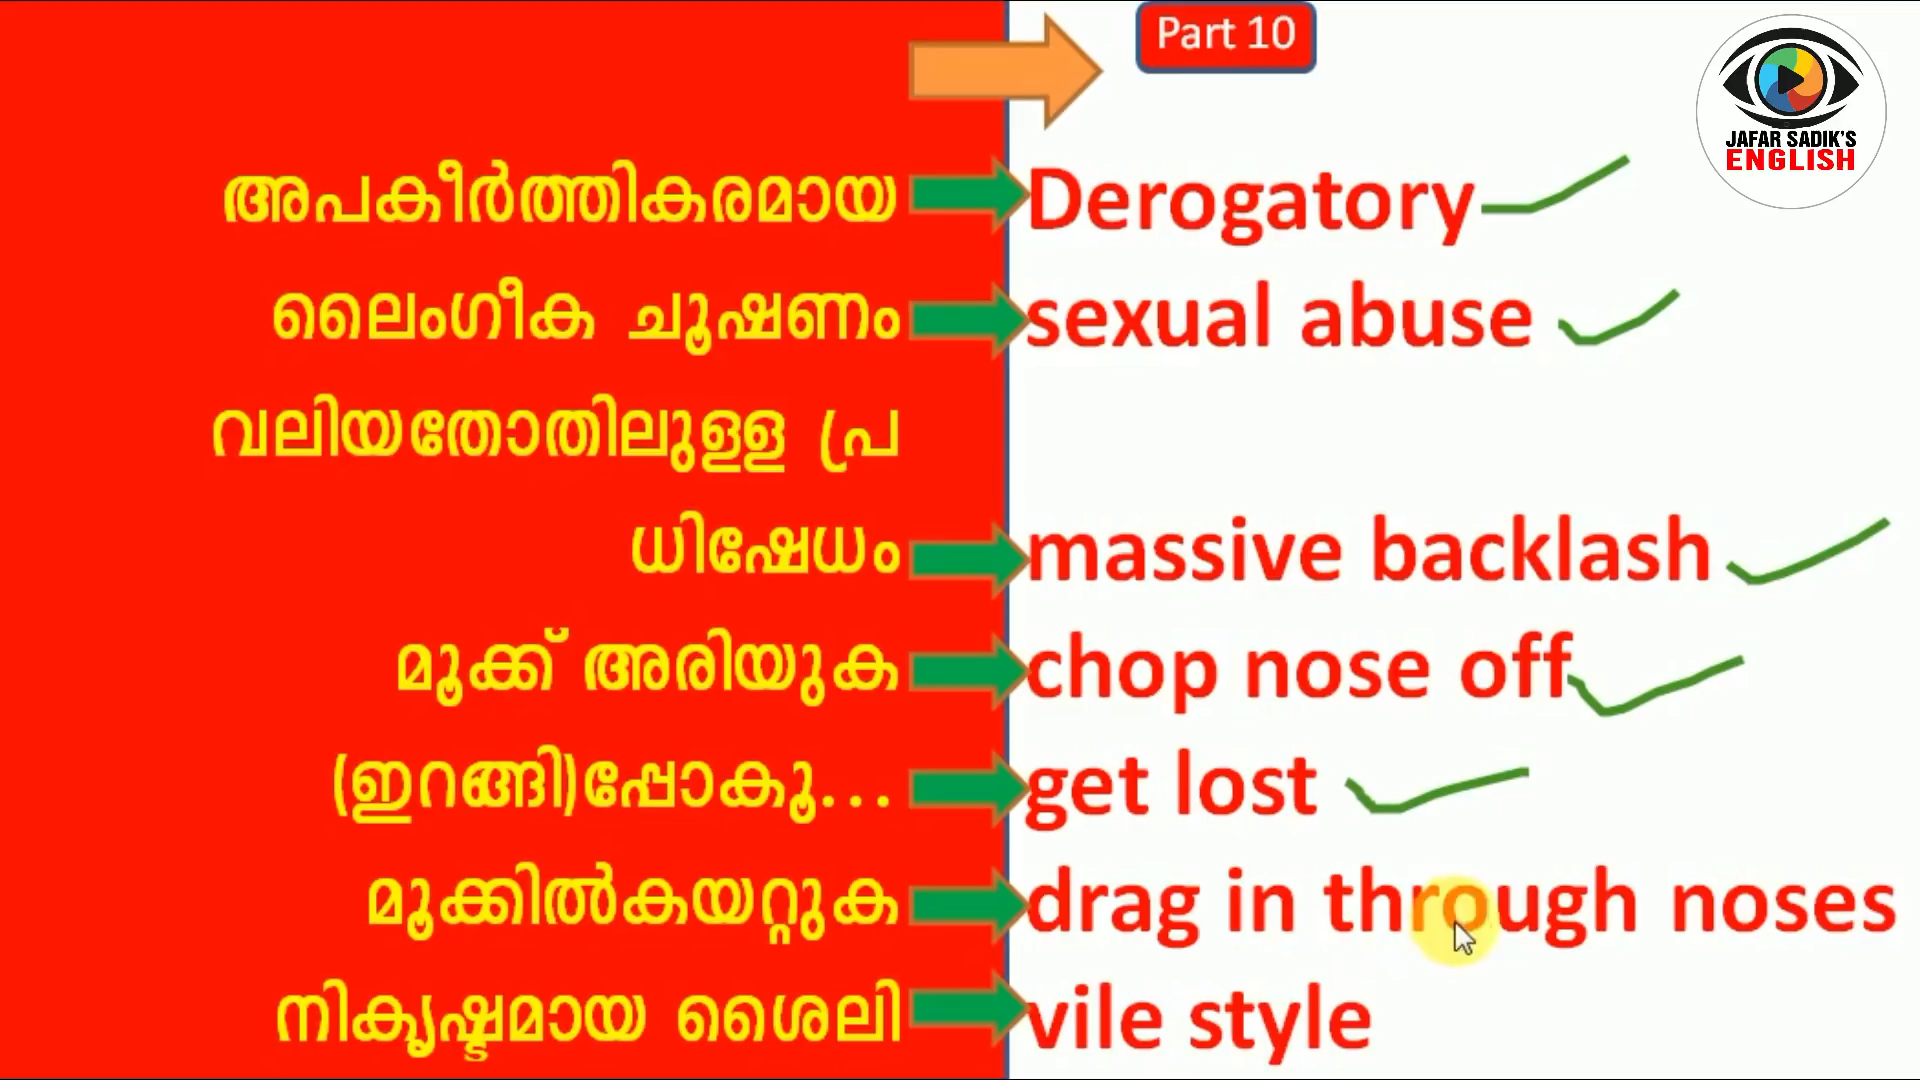 Part 10
JAFAR SADIK'S
ENGLISH
അപകീർത്തികരമായ Derogatory
ലൈംഗീക ചൂഷണം sexual abuse
വലിയതോതിലുളള പ്ര
ധിഷേധം massive backlash
മൂക്ക് അരിയുക chop nose off
(ഇറങ്ങി)പ്പോകൂ... get lost
മൂക്കിൽകയറ്റുക drag in through noses
നികൃഷ്ടമായ ശൈലി vile style